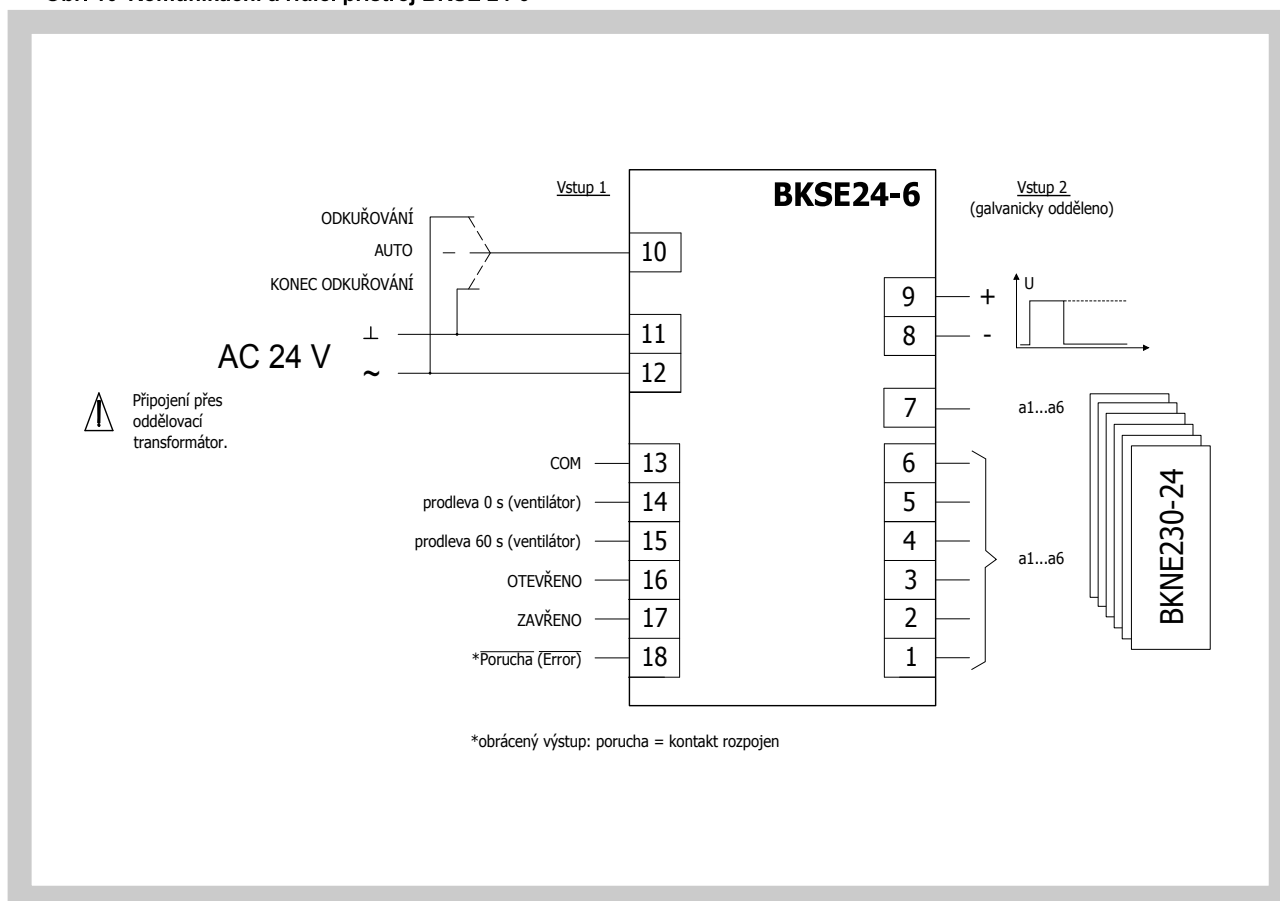 BKSE24-6
Vstup 1
Vstup 2
(galvanicky odděleno)
ODKUŘOVÁNÍ
AUTO
KONEC ODKUŘOVÁNÍ
10
9
+
U
8
-
⊥
11
AC 24 V
~
12
Připojení přes
oddělovací
transformátor.
7
a1...a6
COM
13
6
prodleva 0 s (ventilátor)
14
5
prodleva 60 s (ventilátor)
15
4
a1...a6
OTEVŘENO
16
3
ZAVŘENO
17
2
*Porucha (Error)
18
1
BKNE230-24
*obrácený výstup: porucha = kontakt rozpojen